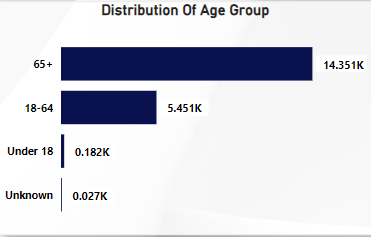 Distribution Of Age Group
65+ 14.351K
18-64 5.451K
Under 18 0.182K
Unknown 0.027K